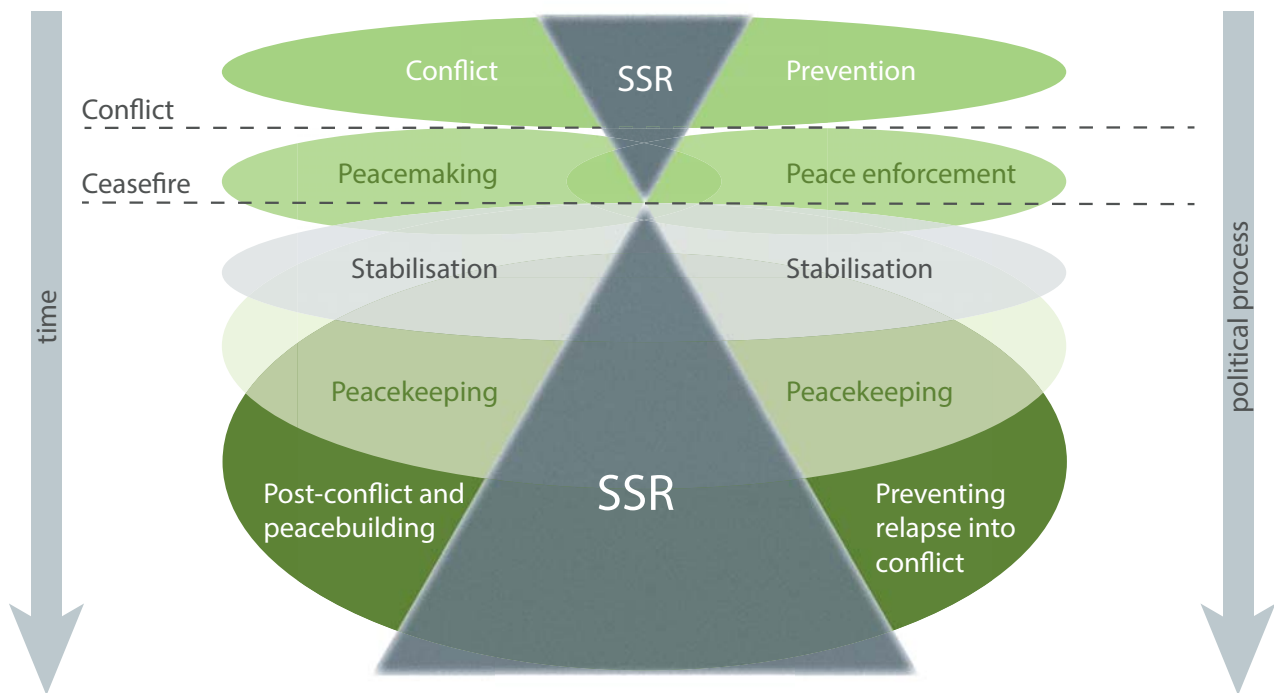 Conflict
SSR
Prevention
Conflict
Peacemaking
Peace enforcement
Ceasefire
Stabilisation
Stabilisation
time
political process
Peacekeeping
Peacekeeping
SSR
Post-conflict and
peacebuilding
Preventing
relapse into
conflict